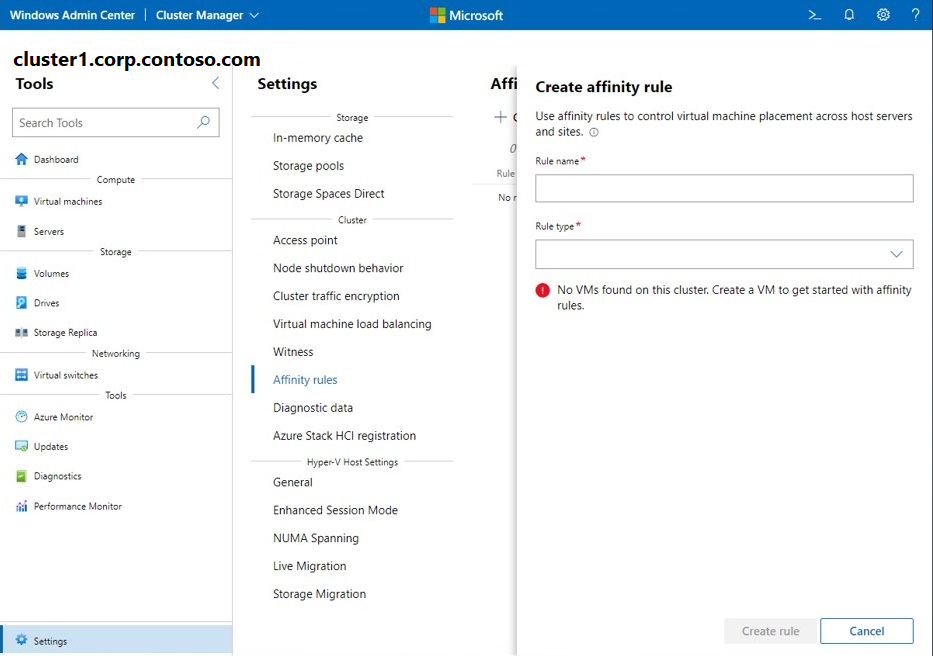 Windows Admin Center
Cluster Manager
Microsoft
cluster1.corp.contoso.com
Tools
Search Tools
Dashboard
Compute
Virtual machines
Servers
Storage
Volumes
Drives
Storage Replica
Networking
Virtual switches
Tools
Azure Monitor
Updates
Diagnostics
Performance Monitor
Settings
Settings
Storage
In-memory cache
Storage pools
Storage Spaces Direct
Cluster
Access point
Node shutdown behavior
Cluster traffic encryption
Virtual machine load balancing
Witness
Affinity rules
Diagnostic data
Azure Stack HCI registration
Hyper-V Host Settings
General
Enhanced Session Mode
NUMA Spanning
Live Migration
Storage Migration
Affi
0
Rule
No
Create affinity rule
Use affinity rules to control virtual machine placement across host servers
and sites.
Rule name*
Rule type*
No VMs found on this cluster. Create a VM to get started with affinity
rules.
Create rule
Cancel